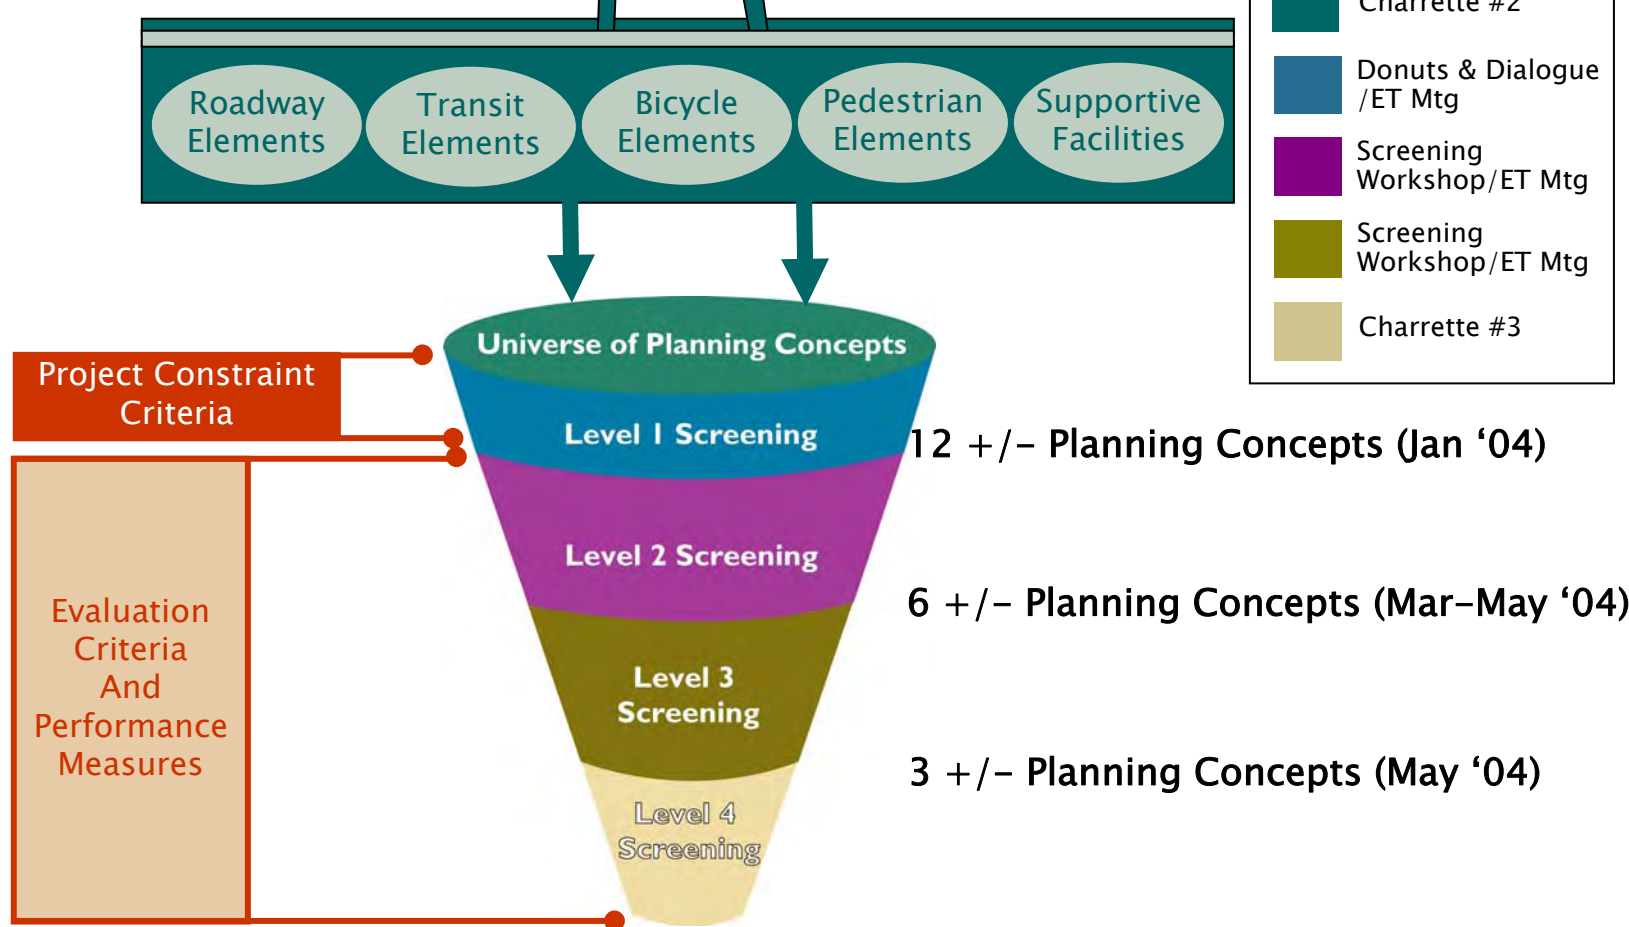 Charrette #2
Donuts & Dialogue
/ET Mtg
Screening
Workshop/ET Mtg
Screening
Workshop/ET Mtg
Charrette #3
Roadway
Elements
Transit
Elements
Bicycle
Elements
Pedestrian
Elements
Supportive
Facilities
Universe of Planning Concepts
Project Constraint
Criteria
Level 1 Screening
12 +/- Planning Concepts (Jan ‘04)
Level 2 Screening
6 +/- Planning Concepts (Mar-May ‘04)
Evaluation
Criteria
And
Performance
Measures
Level 3
Screening
3 +/- Planning Concepts (May ‘04)
Level 4
Screening